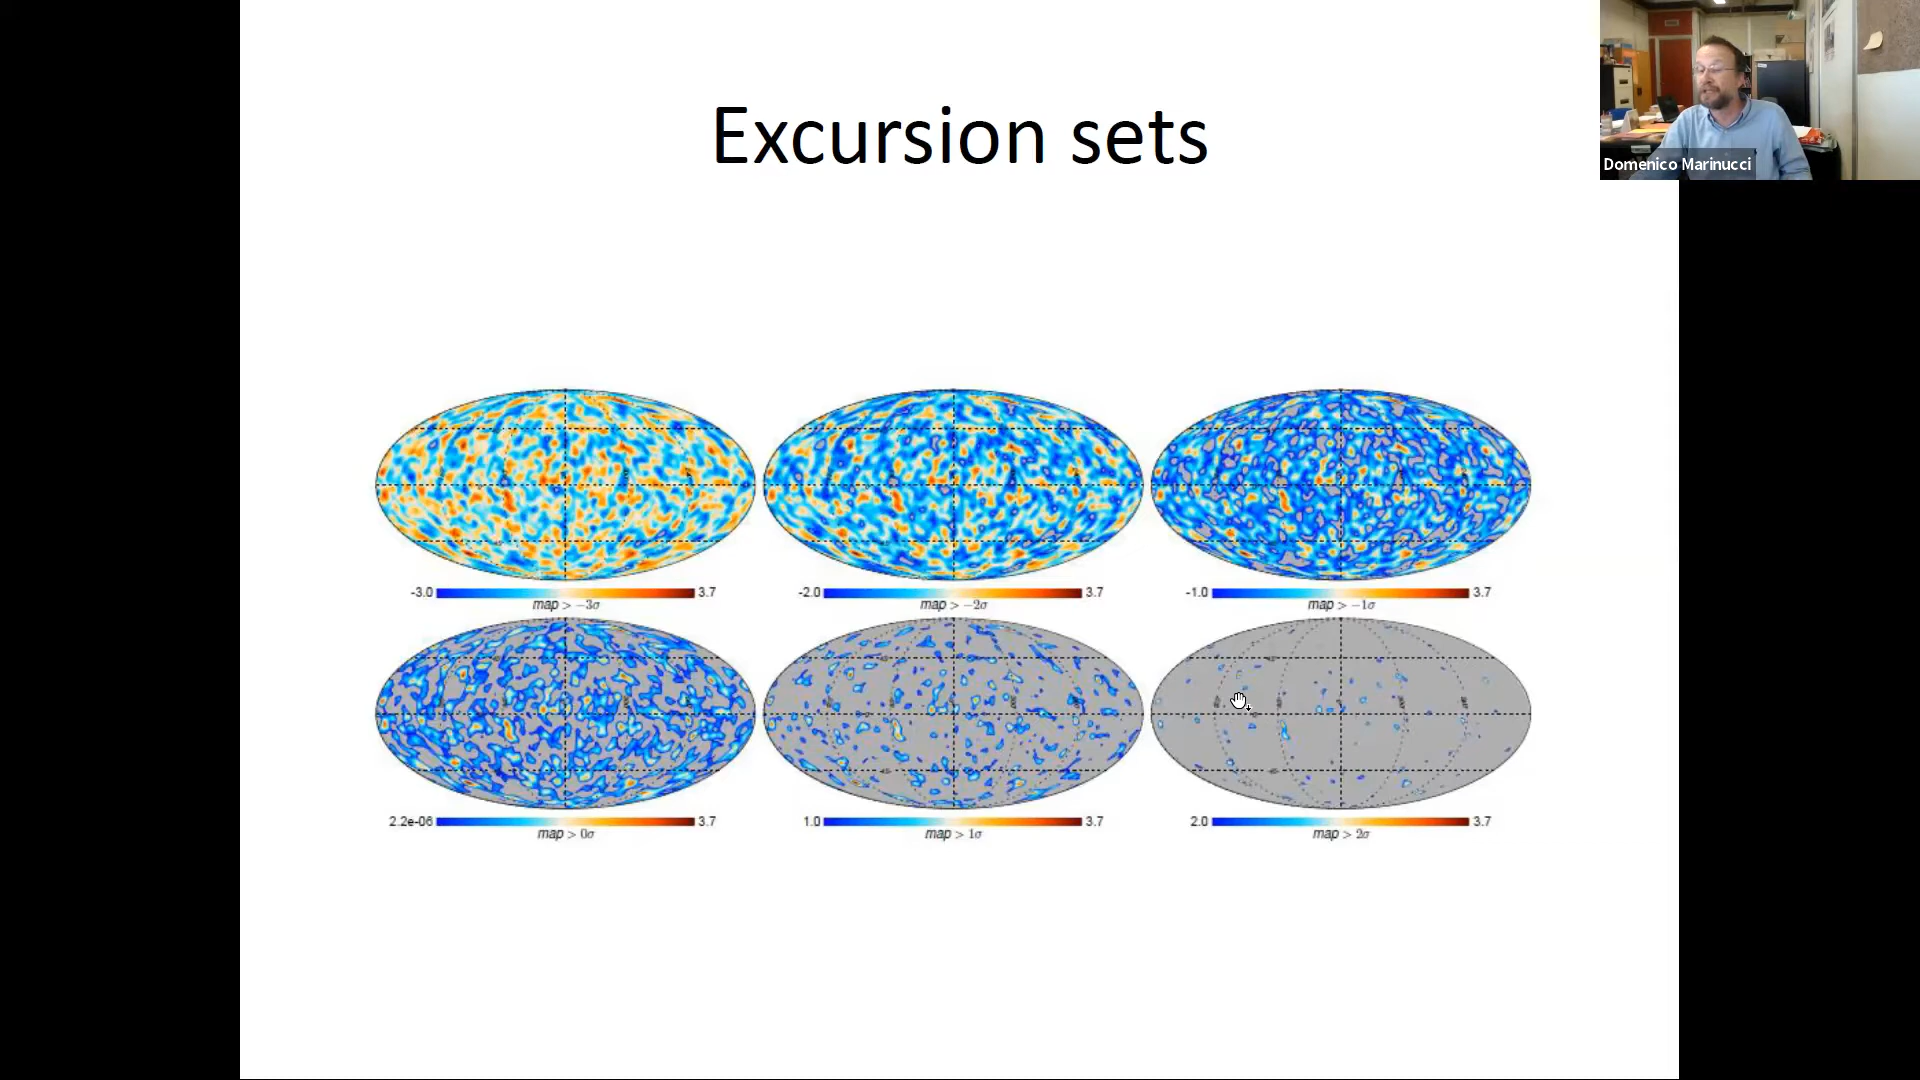 Excursion sets
Domenico Marinucci
-3.0 3.7
map > −3σ
-2.0 3.7
map > −2σ
-1.0 3.7
map > −1σ
2.2e-06 3.7
map > 0σ
1.0 3.7
map > 1σ
2.0 3.7
map > 2σ